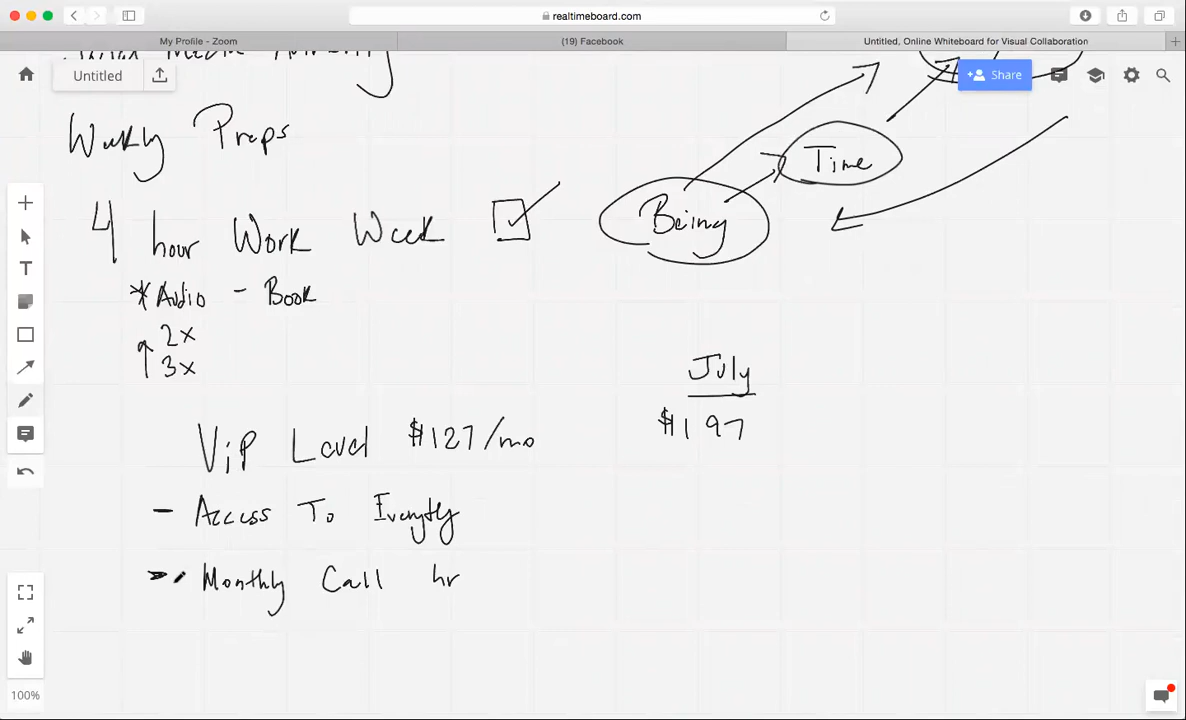 realtimeboard.com
My Profile - Zoom
(19) Facebook
Untitled, Online Whiteboard for Visual Collaboration
Untitled
Share
Weekly Props
4 hour Work Week
*Audio - Book
2x
3x
Being
Time
July
$197
ViP Level $127/mo
- Access To Everytly
- Monthly Call hr
100%